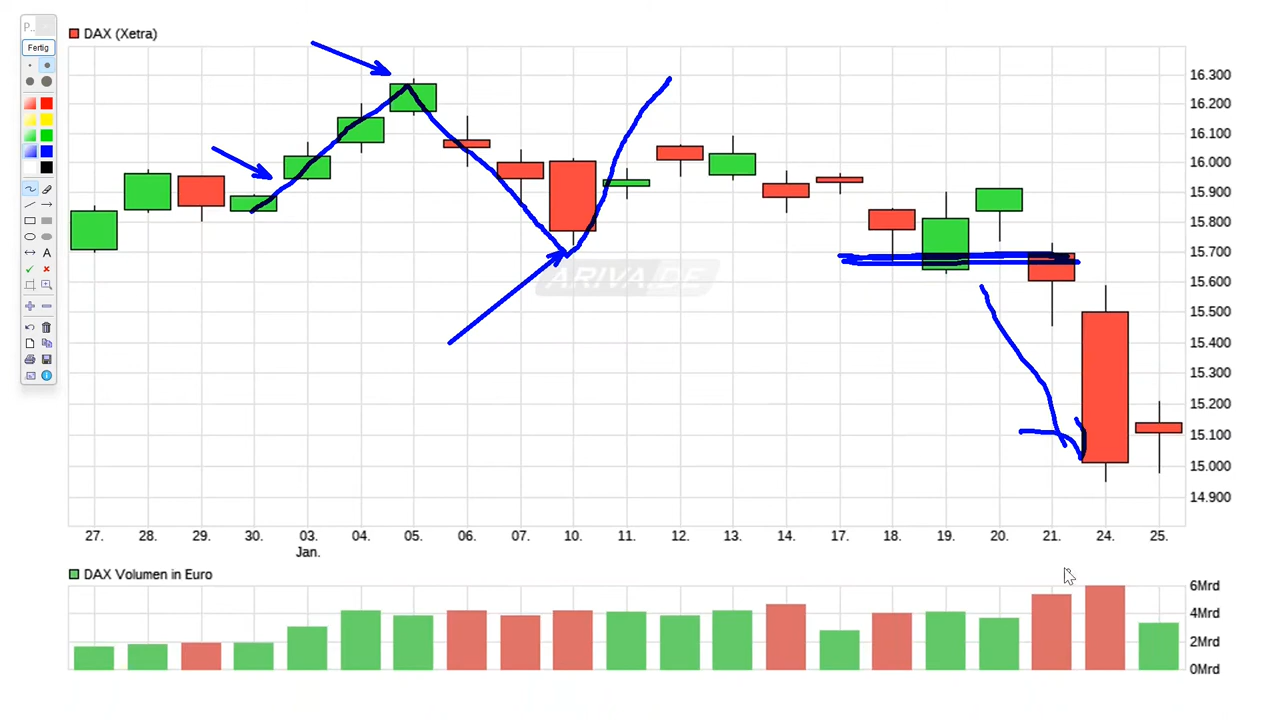 P...
Fertig
A
DAX (Xetra)
16.300
16.200
16.100
16.000
15.900
15.800
15.700
15.600
15.500
15.400
15.300
15.200
15.100
15.000
14.900
ARIVA.DE
27. 28. 29. 30. 03. 04. 05. 06. 07. 10. 11. 12. 13. 14. 17. 18. 19. 20. 21. 24. 25.
Jan.
DAX Volumen in Euro
6Mrd
4Mrd
2Mrd
0Mrd